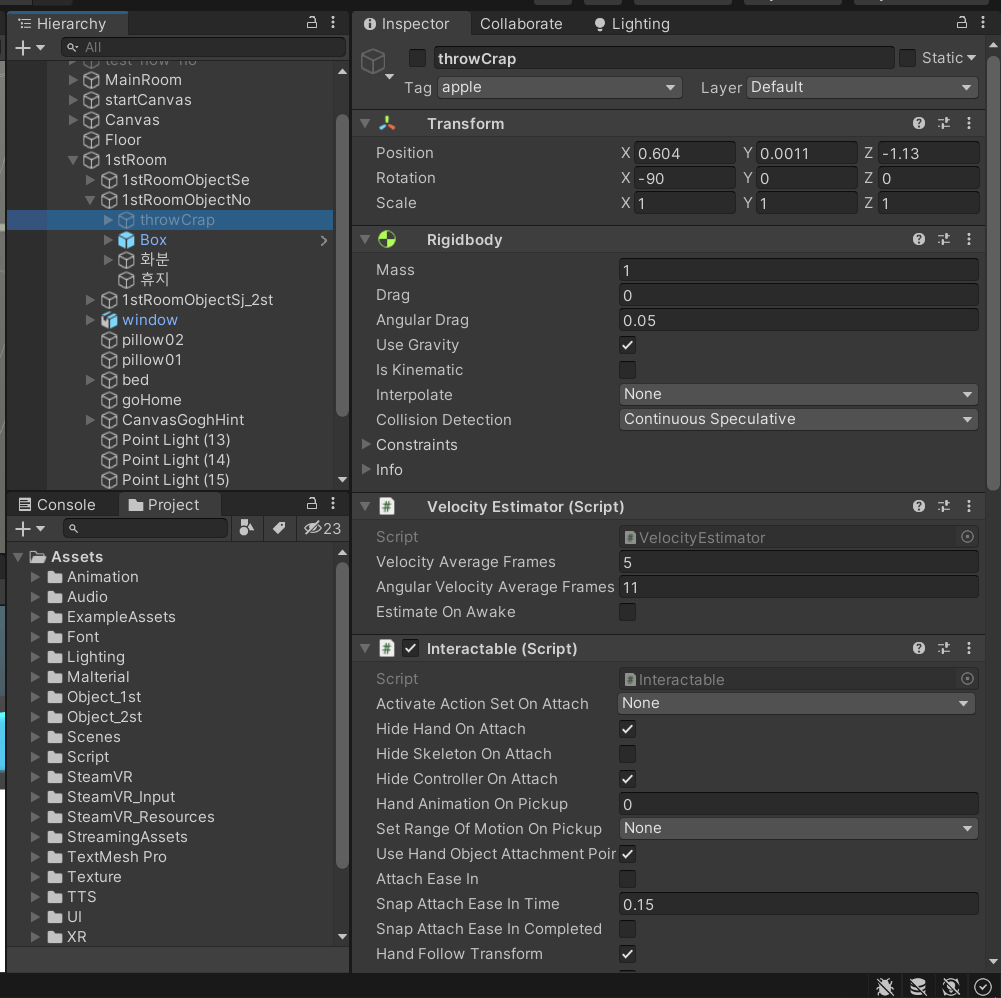 Hierarchy
All
test-now-no
MainRoom
startCanvas
Canvas
Floor
1stRoom
1stRoomObjectSe
1stRoomObjectNo
throwCrap
Box
화분
휴지
1stRoomObjectSj_2st
window
pillow02
pillow01
bed
goHome
CanvasGoghHint
Point Light (13)
Point Light (14)
Point Light (15)
Console Project
23
Assets
Animation
Audio
ExampleAssets
Font
Lighting
Malterial
Object_1st
Object_2st
Scenes
Script
SteamVR
SteamVR_Input
SteamVR_Resources
StreamingAssets
TextMesh Pro
Texture
TTS
UI
XR
Inspector Collaborate Lighting
throwCrap Static
Tag apple Layer Default
Transform
Position X 0.604 Y 0.0011 Z -1.13
Rotation X -90 Y 0 Z 0
Scale X 1 Y 1 Z 1
Rigidbody
Mass 1
Drag 0
Angular Drag 0.05
Use Gravity
Is Kinematic
Interpolate None
Collision Detection Continuous Speculative
Constraints
Info
# Velocity Estimator (Script)
Script # VelocityEstimator
Velocity Average Frames 5
Angular Velocity Average Frames 11
Estimate On Awake
# Interactable (Script)
Script # Interactable
Activate Action Set On Attach None
Hide Hand On Attach
Hide Skeleton On Attach
Hide Controller On Attach
Hand Animation On Pickup 0
Set Range Of Motion On Pickup None
Use Hand Object Attachment Poir
Attach Ease In
Snap Attach Ease In Time 0.15
Snap Attach Ease In Completed
Hand Follow Transform